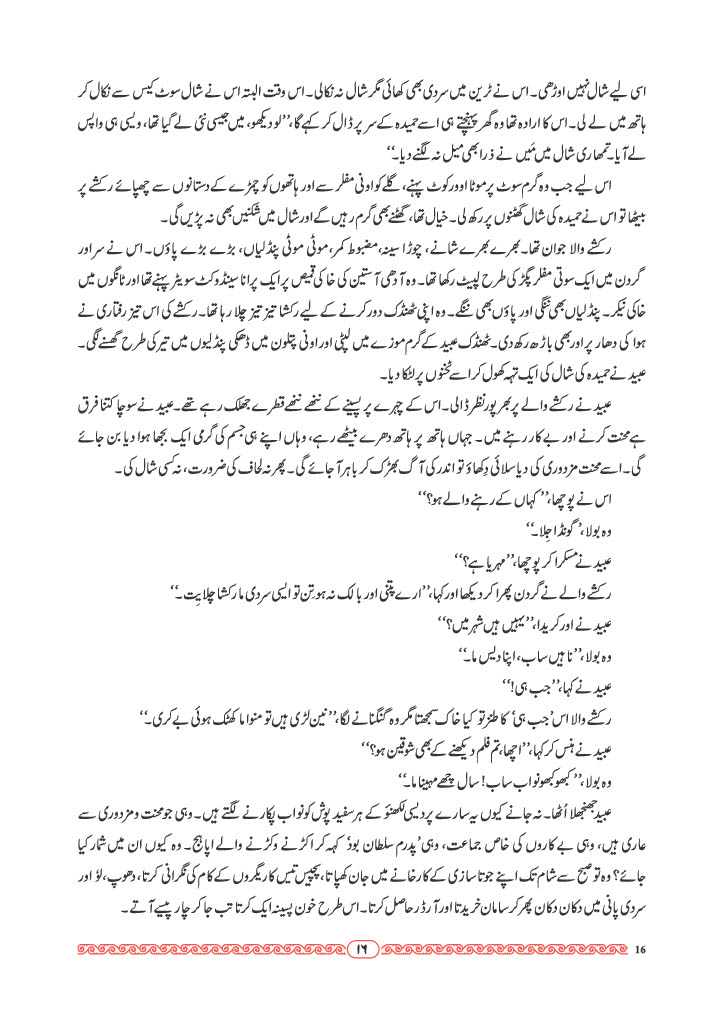 اسی لیے شال نہیں اوڑھی۔ اس نے ٹرین میں سردی بھی کھائی مگر شال نہ نکالی۔ اس وقت البتہ اس نے شال سوٹ کیس سے نکال کر
ہاتھ میں لے لی۔ اس کا ارادہ تھا وہ گھر پہنچتے ہی اسے حمیدہ کے سر پر ڈال کر کہے گا، ’’لو دیکھو، میں جیسی نئی لے گیا تھا، ویسی ہی واپس
لے آیا۔ تمھاری شال میں مَیں نے ذرا بھی میل نہ لگنے دیا۔‘‘
اس لیے جب وہ گرم سوٹ پر موٹا اوورکوٹ پہنے، گلے کو اونی مفلر سے اور ہاتھوں کو چمڑے کے دستانوں سے چھپائے رکشے پر
بیٹھا تو اس نے حمیدہ کی شال گھٹنوں پر رکھ لی۔ خیال تھا، گھٹنے بھی گرم رہیں گے اور شال میں شکنیں بھی نہ پڑیں گی۔
رکشے والا جوان تھا۔ بھرے بھرے شانے، چوڑا سینہ، مضبوط کمر، موٹی موٹی پنڈلیاں، بڑے بڑے پاؤں۔ اس نے سر اور
گردن میں ایک سوتی مفلر پگڑ کی طرح لپیٹ رکھا تھا۔ وہ آدھی آستین کی خاکی قمیص پر ایک پرانا سینڈوکٹ سویٹر پہنے تھا اور ٹانگوں میں
خاکی نیکر۔ پنڈلیاں بھی ننگی اور پاؤں بھی ننگے۔ وہ اپنی ٹھنڈک دور کرنے کے لیے رکشا تیز تیز چلا رہا تھا۔ رکشے کی اس تیز رفتاری نے
ہوا کی دھار پر اور بھی باڑھ رکھ دی۔ ٹھنڈک عبید کے گرم موزے میں لپٹی اور اونی پتلون میں ڈھکی پنڈلیوں میں تیر کی طرح گھسنے لگی۔
عبید نے حمیدہ کی شال کی ایک تہہ کھول کر اسے ٹخنوں پر لٹکا دیا۔
عبید نے رکشے والے پر بھرپور نظر ڈالی۔ اس کے چہرے پر پسینے کے ننھے ننھے قطرے جھلک رہے تھے۔ عبید نے سوچا کتنا فرق
ہے محنت کرنے اور بے کار رہنے میں۔ جہاں ہاتھ پر ہاتھ دھرے بیٹھے رہے، وہاں اپنے ہی جسم کی گرمی ایک بجھا ہوا دیا بن جائے
گی۔ اسے محنت مزدوری کی دیا سلائی دِکھاؤ تو اندر کی آگ بھڑک کر باہر آ جائے گی۔ پھر نہ لحاف کی ضرورت، نہ کسی شال کی۔
اس نے پوچھا، ’’کہاں کے رہنے والے ہو؟‘‘
وہ بولا، ’گونڈا جِلا۔‘‘
عبید نے مسکرا کر پوچھا، ’’مہریا ہے؟‘‘
رکشے والے نے گردن پھرا کر دیکھا اور کہا، ’’ارے پتنی اور بالک نہ ہوتِن تو ایسی سردی ما رکشا چلایِت۔‘‘
عبید نے اور کریدا، ’’یہیں ہیں شہر میں؟‘‘
وہ بولا، ’’ناہیں ساب، اپنا دیس ما۔‘‘
عبید نے کہا، ’’جب ہی!‘‘
رکشے والا اس ’جب ہی‘ کا طنز تو کیا خاک سمجھتا مگر وہ گنگنانے لگا، ’’نین لڑی ہیں تو منوا ما کھٹک ہوئی بے کری۔‘‘
عبید نے ہنس کر کہا، ’’اچھا، تم فلم دیکھنے کے بھی شوقین ہو؟‘‘
وہ بولا، ’’کبھو کبھو نواب ساب! سال چھے مہینا ما۔‘‘
عبید جھنجھلا اُٹھا۔ نہ جانے کیوں یہ سارے پردیسی لکھنؤ کے ہر سفید پوش کو نواب پکارنے لگتے ہیں۔ وہی جو محنت و مزدوری سے
عاری ہیں، وہی بے کاروں کی خاص جماعت، وہی ’پدرم سلطان بود‘ کہہ کر اکڑنے وکڑنے والے اپاہج۔ وہ کیوں ان میں شمار کیا
جائے؟ وہ تو صبح سے شام تک اپنے جوتا سازی کے کارخانے میں جان کھپاتا، پچیس تیس کاریگروں کے کام کی نگرانی کرتا، دھوپ، لؤ اور
سردی پانی میں دکان دکان پھر کر سامان خریدتا اور آرڈر حاصل کرتا۔ اس طرح خون پسینہ ایک کرتا تب جا کر چار پیسے آتے۔
۱۶
16